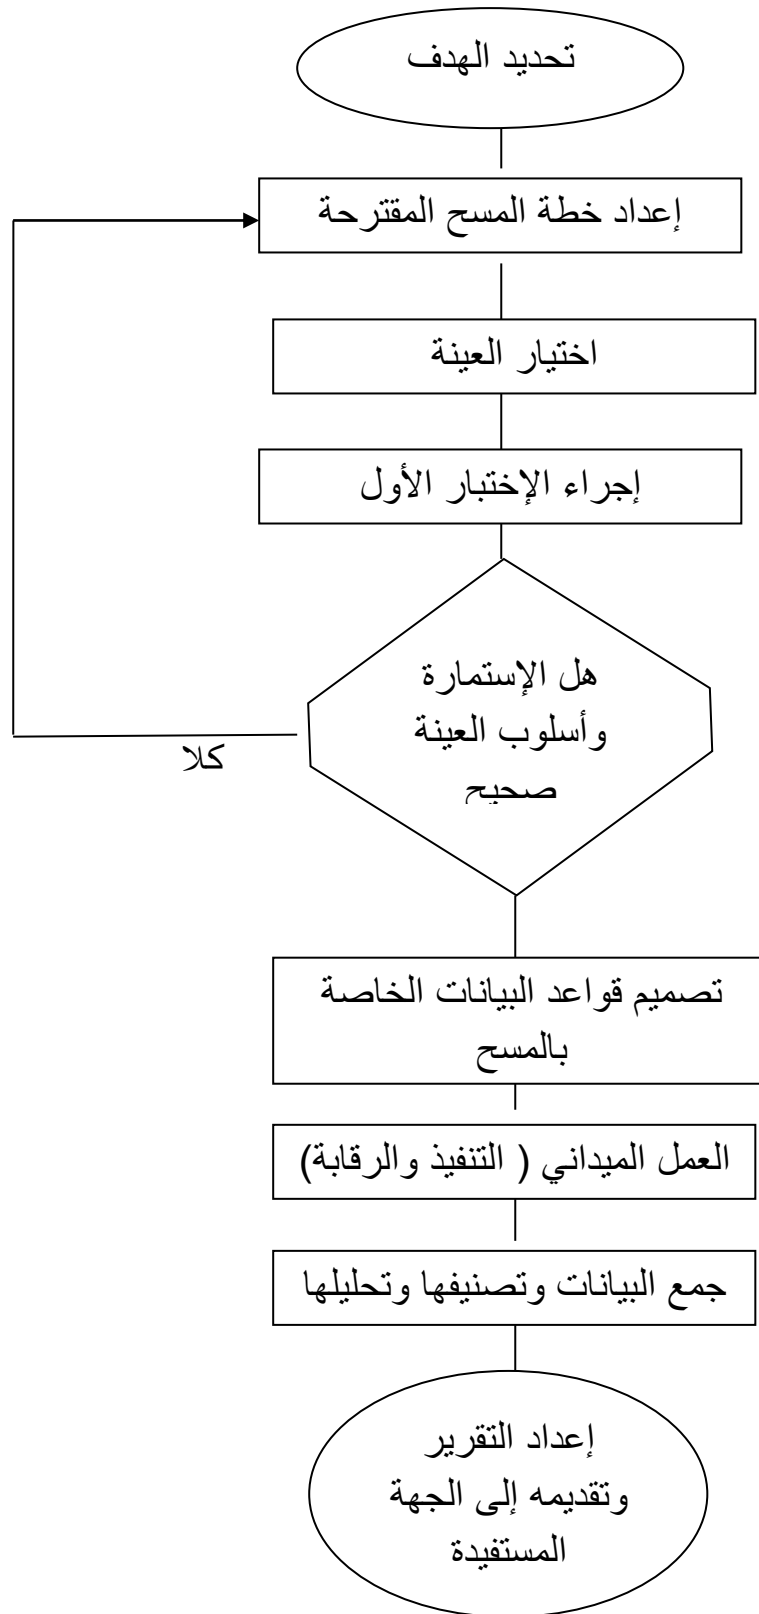 تحديد الهدف
إعداد خطة المسح المقترحة
اختيار العينة
إجراء الإختبار الأول
هل الإستمارة
وأسلوب العينة
صحيح
كلا
تصميم قواعد البيانات الخاصة
بالمسح
العمل الميداني ( التنفيذ والرقابة)
جمع البيانات وتصنيفها وتحليلها
إعداد التقرير
وتقديمه إلى الجهة
المستفيدة